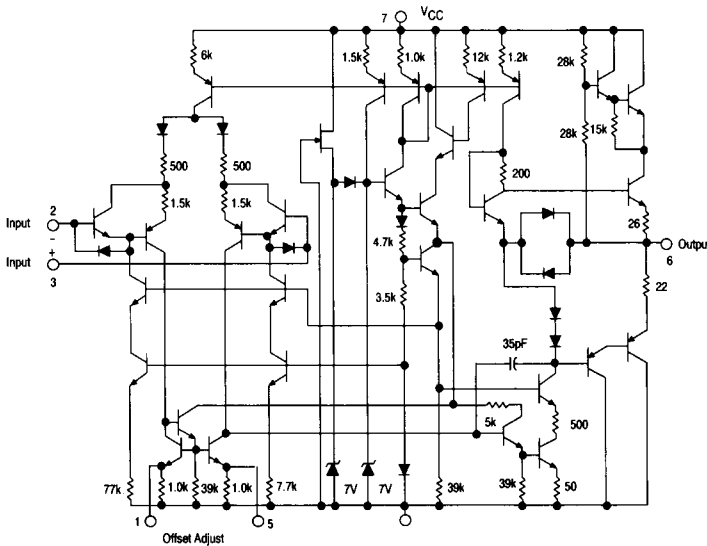 7 VCC
6k
1.5k
1.0k
12k
1.2k
28k
28k
15k
500
500
200
1.5k
1.5k
2
Input
-
+
Input
3
26
Outpu
6
4.7k
22
3.5k
35pF
5k
500
77k
1.0k
39k
1.0k
7.7k
7V
7V
39k
39k
50
1
5
Offset Adjust